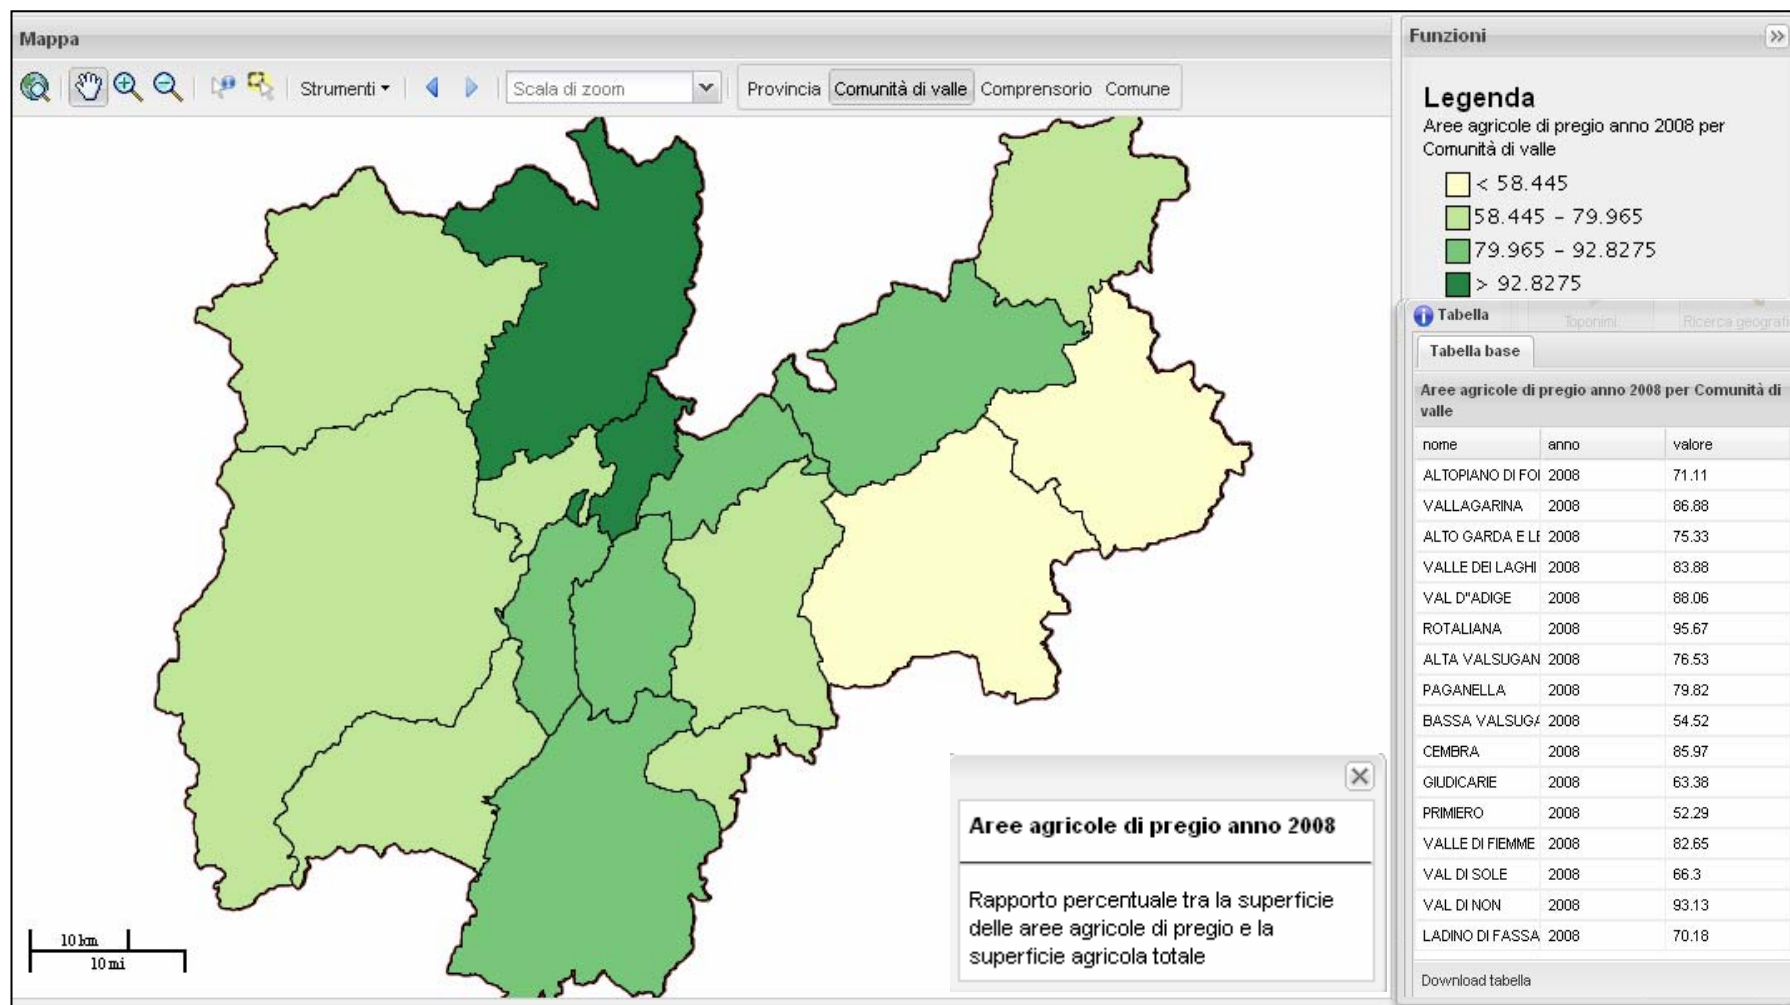 Mappa
Strumenti
Scala di zoom
Provincia Comunità di valle Comprensorio Comune
10 km
10 mi
Aree agricole di pregio anno 2008
Rapporto percentuale tra la superficie
delle aree agricole di pregio e la
superficie agricola totale
Funzioni
Legenda
Aree agricole di pregio anno 2008 per
Comunità di valle
< 58.445
58.445 - 79.965
79.965 - 92.8275
> 92.8275
Toponimi
Ricerca geografi
Tabella
Tabella base
Aree agricole di pregio anno 2008 per Comunità di
valle
nome anno valore
ALTOPIANO DI FOI 2008 71.11
VALLAGARINA 2008 86.88
ALTO GARDA E LE 2008 75.33
VALLE DEI LAGHI 2008 83.88
VAL D"ADIGE 2008 88.06
ROTALIANA 2008 95.67
ALTA VALSUGAN 2008 76.53
PAGANELLA 2008 79.82
BASSA VALSUGA 2008 54.52
CEMBRA 2008 85.97
GIUDICARIE 2008 63.38
PRIMIERO 2008 52.29
VALLE DI FIEMME 2008 82.65
VAL DI SOLE 2008 66.3
VAL DI NON 2008 93.13
LADINO DI FASSA 2008 70.18
Download tabella